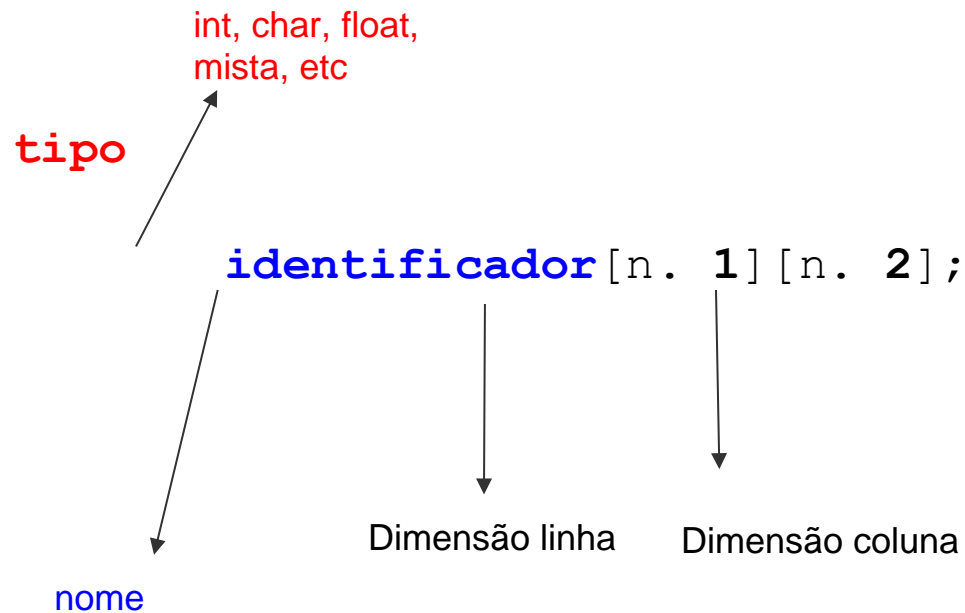 int, char, float,
mista, etc
tipo
identificador[n. 1][n. 2];
Dimensão linha
Dimensão coluna
nome